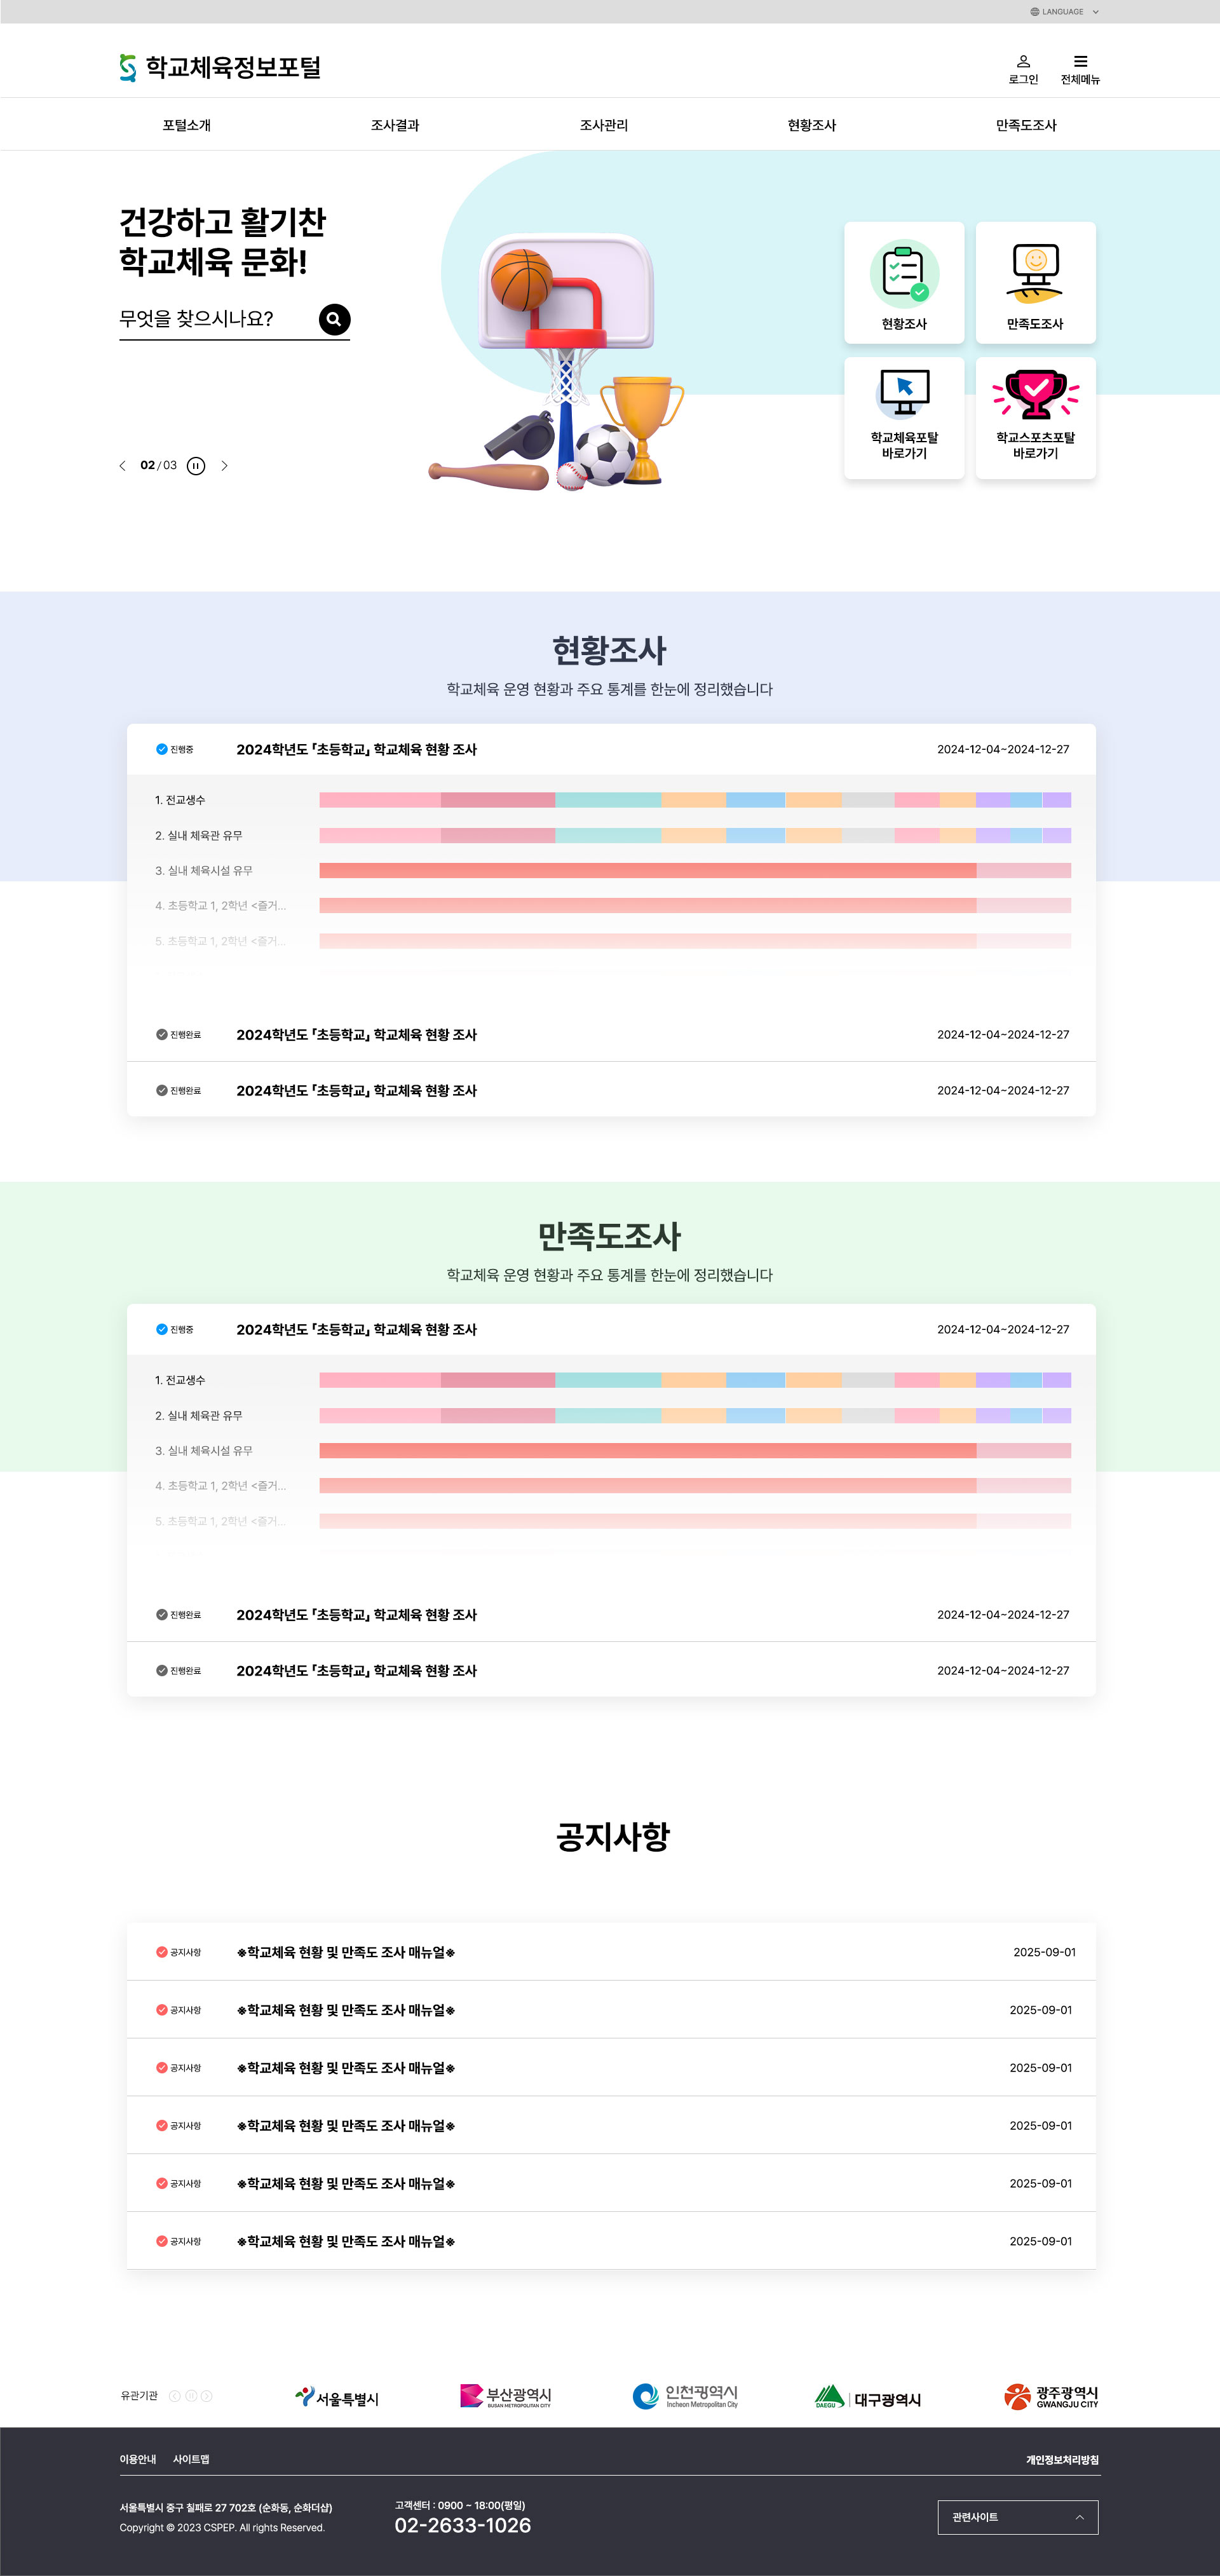 LANGUAGE
학교체육정보포털
로그인
전체메뉴
포털소개
조사결과
조사관리
현황조사
만족도조사
건강하고 활기찬
학교체육 문화!
무엇을 찾으시나요?
02 / 03
현황조사
만족도조사
학교체육포탈
바로가기
학교스포츠포탈
바로가기
현황조사
학교체육 운영 현황과 주요 통계를 한눈에 정리했습니다
진행중 2024학년도 「초등학교」 학교체육 현황 조사 2024-12-04~2024-12-27
1. 전교생수
2. 실내 체육관 유무
3. 실내 체육시설 유무
4. 초등학교 1, 2학년 <즐거...
5. 초등학교 1, 2학년 <즐거...
진행완료 2024학년도 「초등학교」 학교체육 현황 조사 2024-12-04~2024-12-27
진행완료 2024학년도 「초등학교」 학교체육 현황 조사 2024-12-04~2024-12-27
만족도조사
학교체육 운영 현황과 주요 통계를 한눈에 정리했습니다
진행중 2024학년도 「초등학교」 학교체육 현황 조사 2024-12-04~2024-12-27
1. 전교생수
2. 실내 체육관 유무
3. 실내 체육시설 유무
4. 초등학교 1, 2학년 <즐거...
5. 초등학교 1, 2학년 <즐거...
진행완료 2024학년도 「초등학교」 학교체육 현황 조사 2024-12-04~2024-12-27
진행완료 2024학년도 「초등학교」 학교체육 현황 조사 2024-12-04~2024-12-27
공지사항
공지사항 ※학교체육 현황 및 만족도 조사 매뉴얼※ 2025-09-01
공지사항 ※학교체육 현황 및 만족도 조사 매뉴얼※ 2025-09-01
공지사항 ※학교체육 현황 및 만족도 조사 매뉴얼※ 2025-09-01
공지사항 ※학교체육 현황 및 만족도 조사 매뉴얼※ 2025-09-01
공지사항 ※학교체육 현황 및 만족도 조사 매뉴얼※ 2025-09-01
공지사항 ※학교체육 현황 및 만족도 조사 매뉴얼※ 2025-09-01
유관기관
서울특별시
부산광역시
BUSAN METROPOLITAN CITY
인천광역시
Incheon Metropolitan City
DAEGU
대구광역시
광주광역시
GWANGJU CITY
이용안내
사이트맵
개인정보처리방침
서울특별시 중구 칠패로 27 702호 (순화동, 순화더샵)
Copyright © 2023 CSPEP. All rights Reserved.
고객센터 : 0900 ~ 18:00(평일)
02-2633-1026
관련사이트